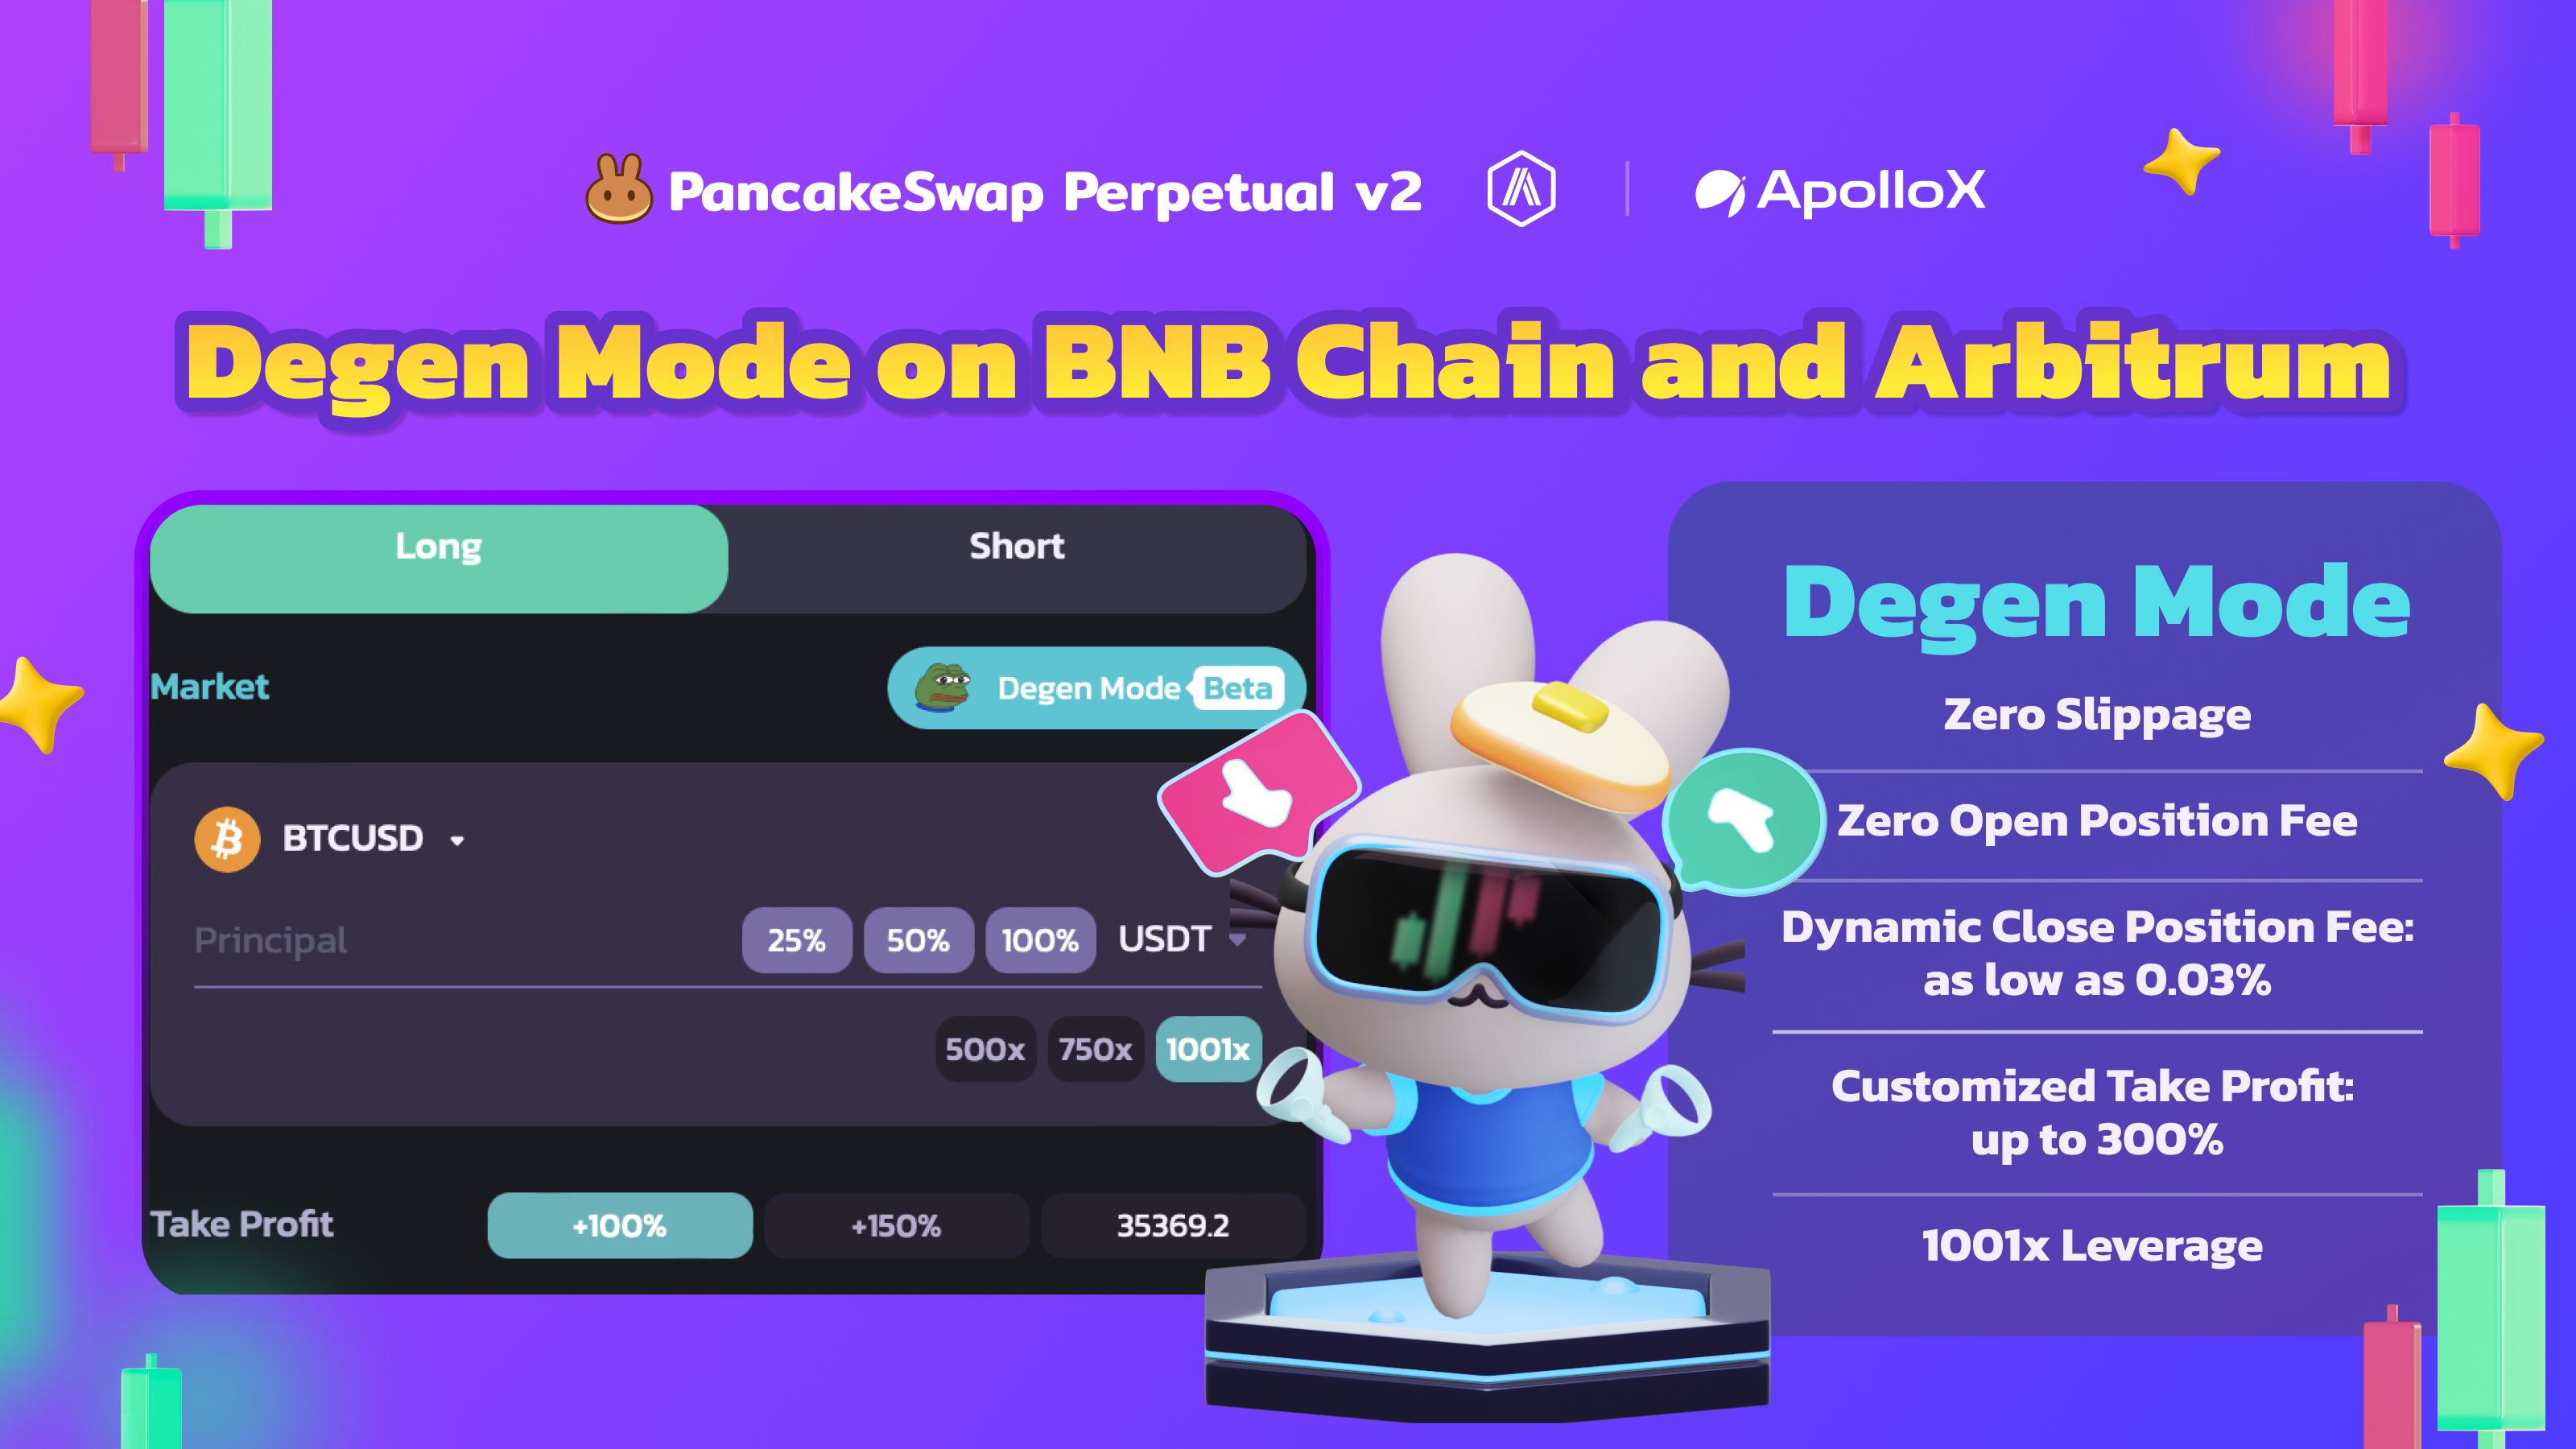 PancakeSwap Perpetual v2
ApolloX
Degen Mode on BNB Chain and Arbitrum
Long
Short
Market
Degen Mode Beta
BTCUSD
Principal
25% 50% 100% USDT
500x 750x 1001x
Take Profit
+100% +150% 35369.2
Degen Mode
Zero Slippage
Zero Open Position Fee
Dynamic Close Position Fee:
as low as 0.03%
Customized Take Profit:
up to 300%
1001x Leverage